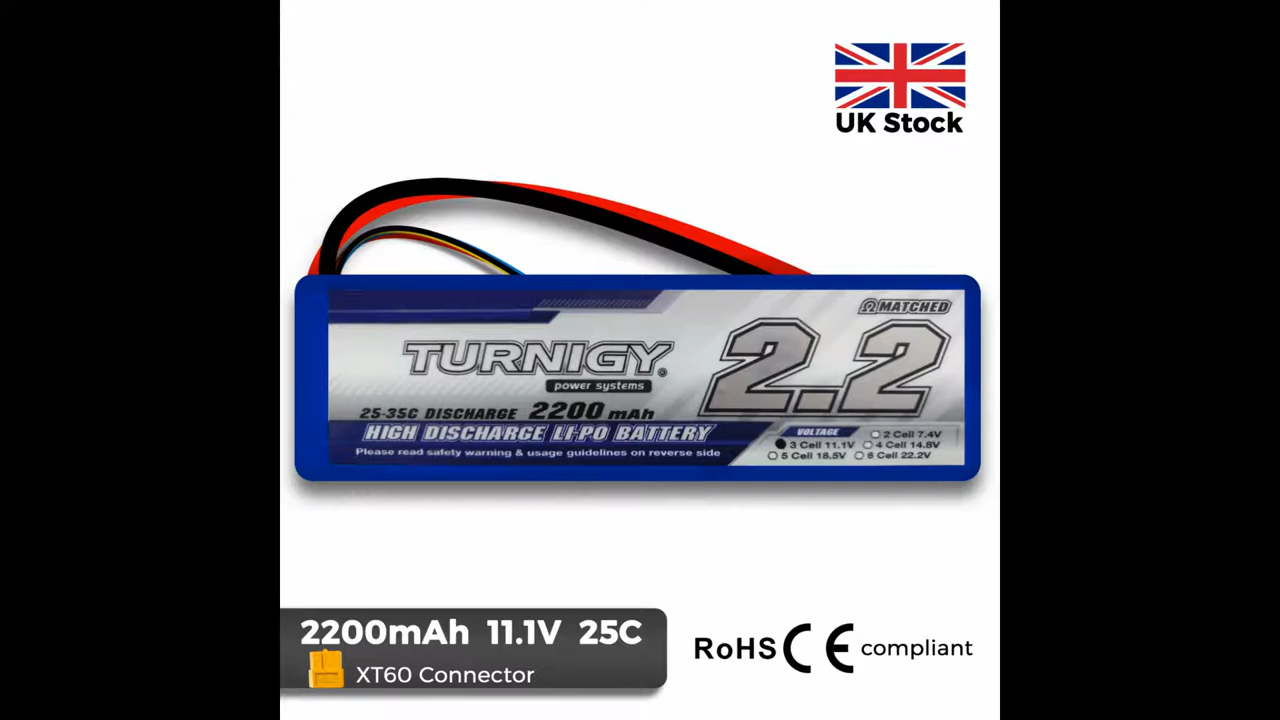 UK Stock
Ω MATCHED
TURNIGY®
power systems
2.2
25-35C DISCHARGE 2200 mAh
HIGH DISCHARGE LI-PO BATTERY
Please read safety warning & usage guidelines on reverse side
VOLTAGE
2 Cell 7.4V
3 Cell 11.1V
4 Cell 14.8V
5 Cell 18.5V
6 Cell 22.2V
2200mAh 11.1V 25C
XT60 Connector
RoHS CE compliant